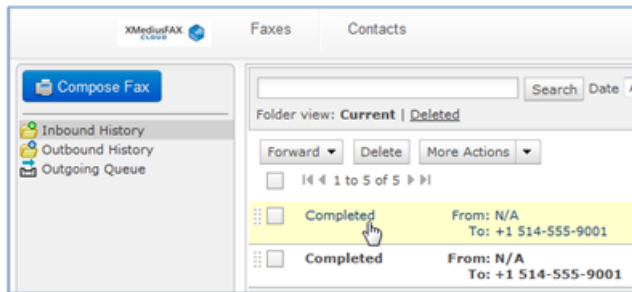 XMediusFAX
CLOUD
Faxes
Contacts
Compose Fax
Inbound History
Outbound History
Outgoing Queue
Search
Date
Folder view: Current | Deleted
Forward
Delete
More Actions
1 to 5 of 5
Completed
From: N/A
To: +1 514-555-9001
Completed
From: N/A
To: +1 514-555-9001